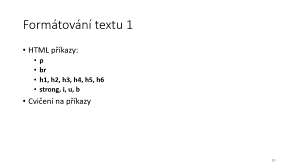 Formátování textu 1
• HTML příkazy:
• p
• br
• h1, h2, h3, h4, h5, h6
• strong, i, u, b
• Cvičení na příkazy